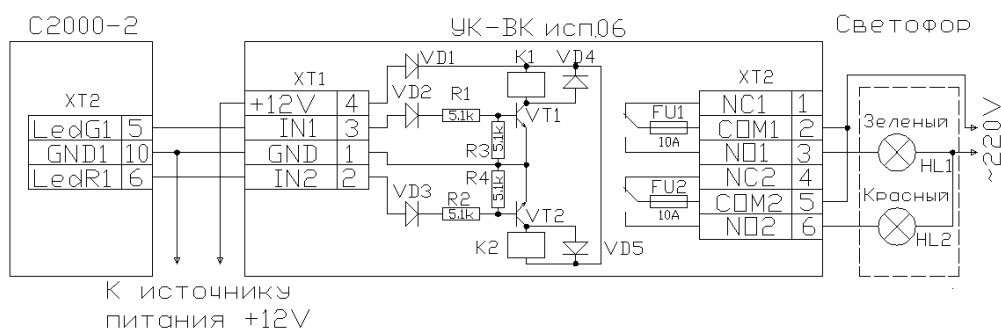 С2000-2
УК-ВК исп.06
Светофор
XT2
LedG1 5
GND1 10
LedR1 6
XT1
+12V 4
IN1 3
GND 1
IN2 2
VD1
VD2
VD3
R1
5.1k
R3
5.1k
R4
5.1k
R2
5.1k
K1
VD4
VT1
VT2
K2
VD5
FU1
10A
FU2
10A
XT2
NC1 1
COM1 2
NO1 3
NC2 4
COM2 5
NO2 6
Зеленый
HL1
Красный
HL2
~220V
К источнику
питания +12V